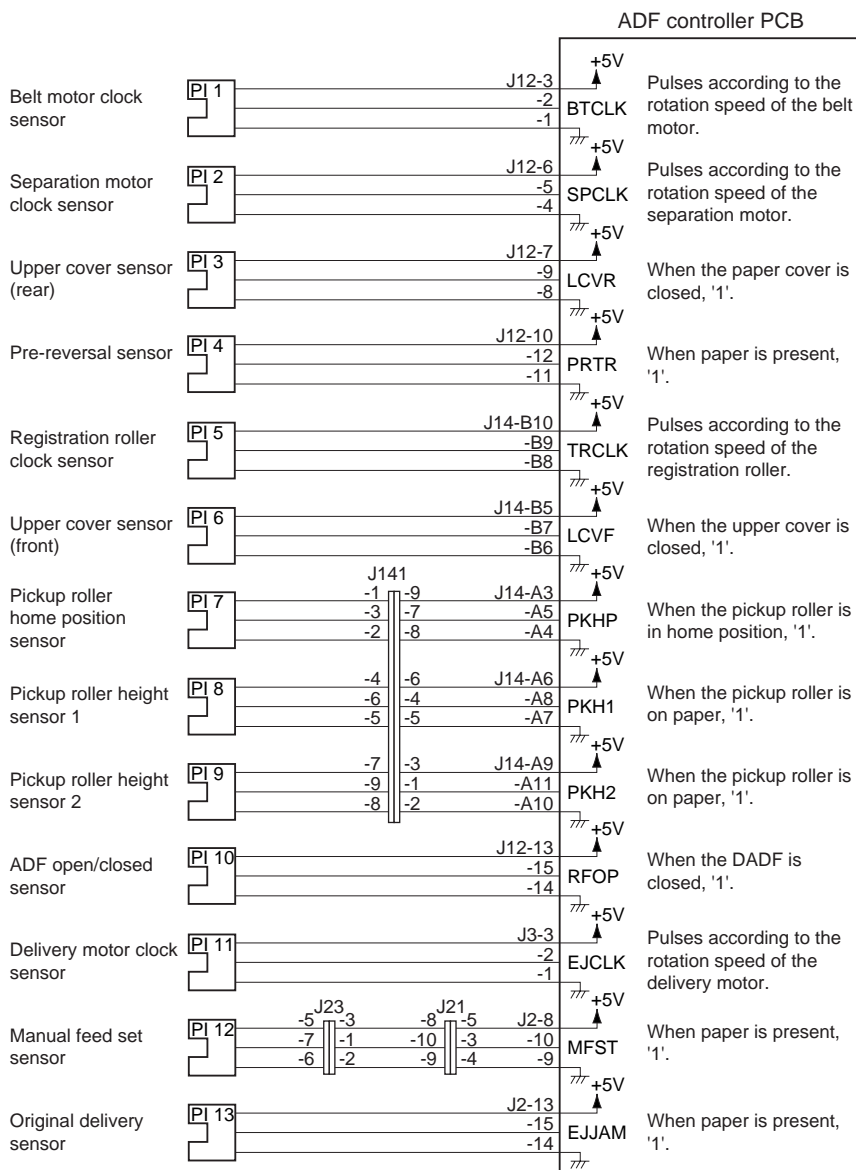 ADF controller PCB
Belt motor clock
sensor
PI 1
J12-3
-2
-1
+5V
BTCLK
Pulses according to the
rotation speed of the belt
motor.
Separation motor
clock sensor
PI 2
J12-6
-5
-4
+5V
SPCLK
Pulses according to the
rotation speed of the
separation motor.
Upper cover sensor
(rear)
PI 3
J12-7
-9
-8
+5V
LCVR
When the paper cover is
closed, '1'.
Pre-reversal sensor
PI 4
J12-10
-12
-11
+5V
PRTR
When paper is present,
'1'.
Registration roller
clock sensor
PI 5
J14-B10
-B9
-B8
+5V
TRCLK
Pulses according to the
rotation speed of the
registration roller.
Upper cover sensor
(front)
PI 6
J14-B5
-B7
-B6
+5V
LCVF
When the upper cover is
closed, '1'.
J141
Pickup roller
home position
sensor
PI 7
-1 -9
-3 -7
-2 -8
J14-A3
-A5
-A4
+5V
PKHP
When the pickup roller is
in home position, '1'.
Pickup roller height
sensor 1
PI 8
-4 -6
-6 -4
-5 -5
J14-A6
-A8
-A7
+5V
PKH1
When the pickup roller is
on paper, '1'.
Pickup roller height
sensor 2
PI 9
-7 -3
-9 -1
-8 -2
J14-A9
-A11
-A10
+5V
PKH2
When the pickup roller is
on paper, '1'.
ADF open/closed
sensor
PI 10
J12-13
-15
-14
+5V
RFOP
When the DADF is
closed, '1'.
Delivery motor clock
sensor
PI 11
J3-3
-2
-1
+5V
EJCLK
Pulses according to the
rotation speed of the
delivery motor.
Manual feed set
sensor
PI 12
J23
-5 -3
-7 -1
-6 -2
J21
-8 -5
-10 -3
-9 -4
J2-8
-10
-9
+5V
MFST
When paper is present,
'1'.
Original delivery
sensor
PI 13
J2-13
-15
-14
+5V
EJJAM
When paper is present,
'1'.